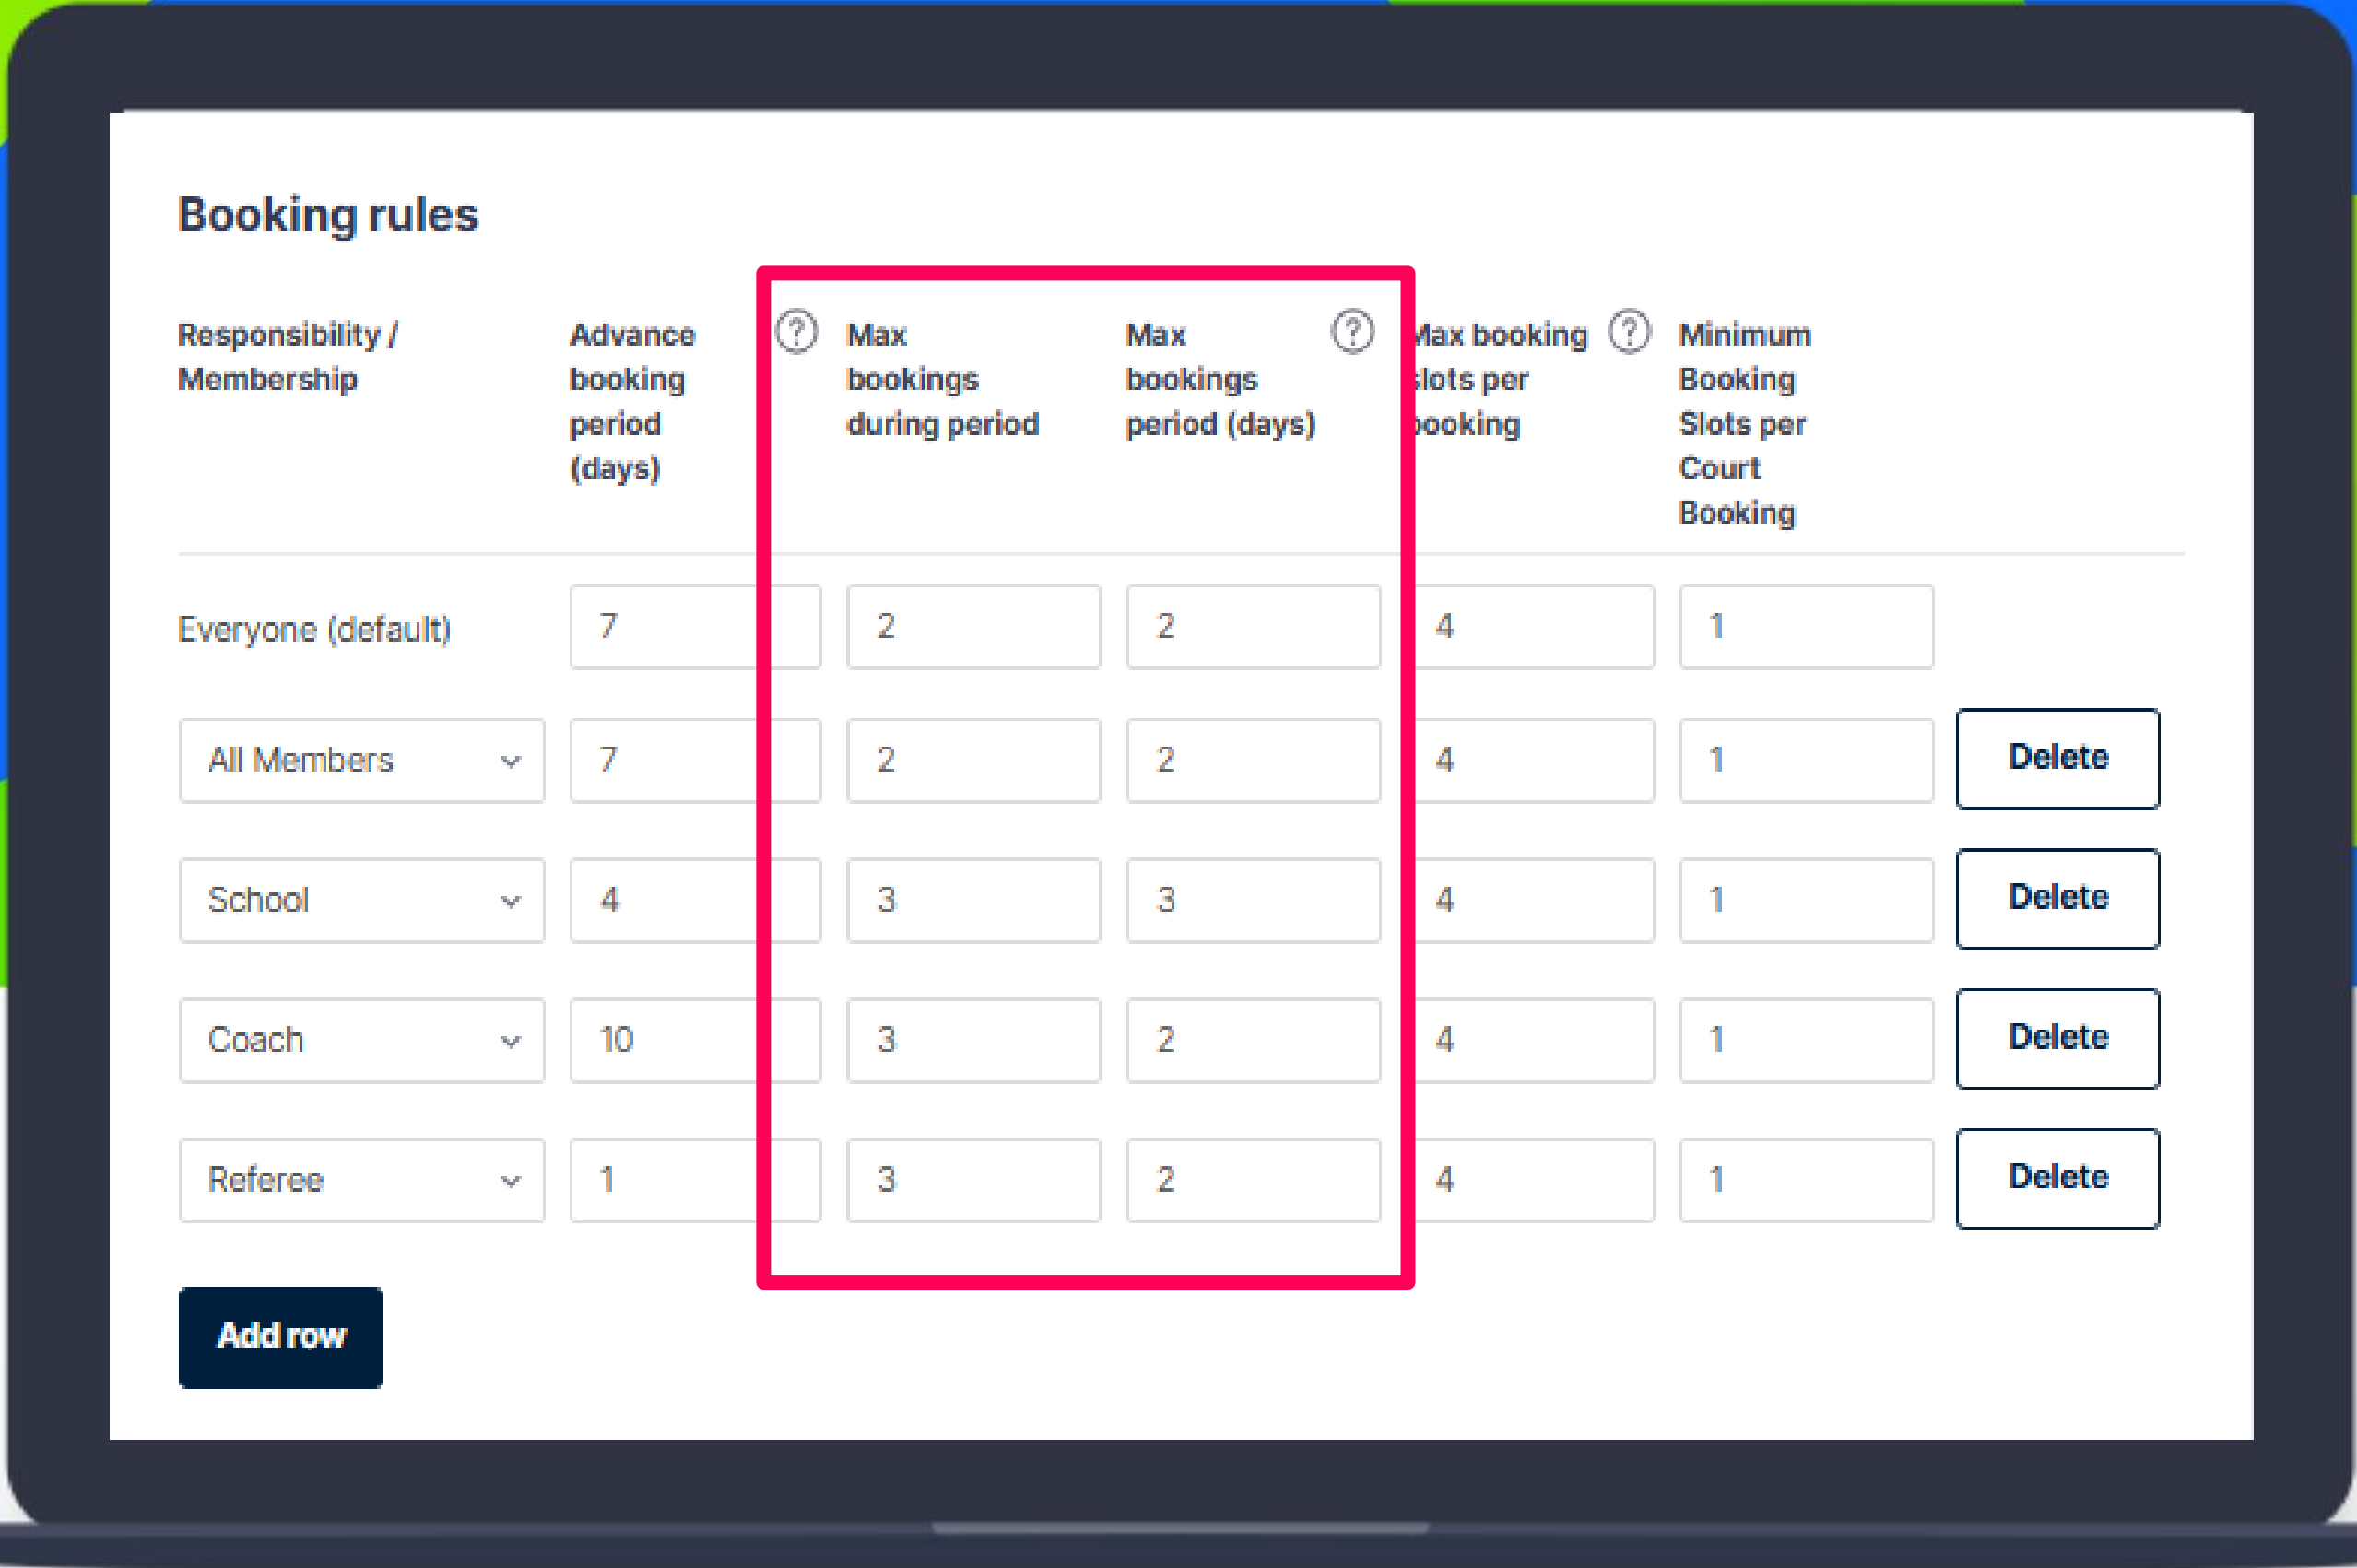 Booking rules
Responsibility /
Membership
Advance
booking
period
(days)
Max
bookings
during period
Max
bookings
period (days)
Max booking
slots per
booking
Minimum
Booking
Slots per
Court
Booking
Everyone (default) 7 2 2 4 1
All Members 7 2 2 4 1 Delete
School 4 3 3 4 1 Delete
Coach 10 3 2 4 1 Delete
Referee 1 3 2 4 1 Delete
Add row